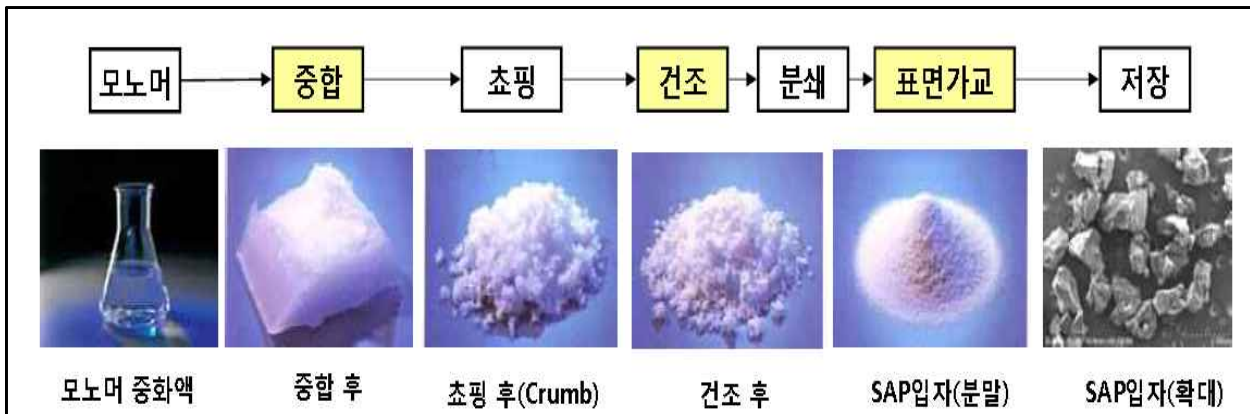 모노머 중합 쵸핑 건조 분쇄 표면가교 저장
모노머 중화액 중합 후 쵸핑 후(Crumb) 건조 후 SAP입자(분말) SAP입자(확대)